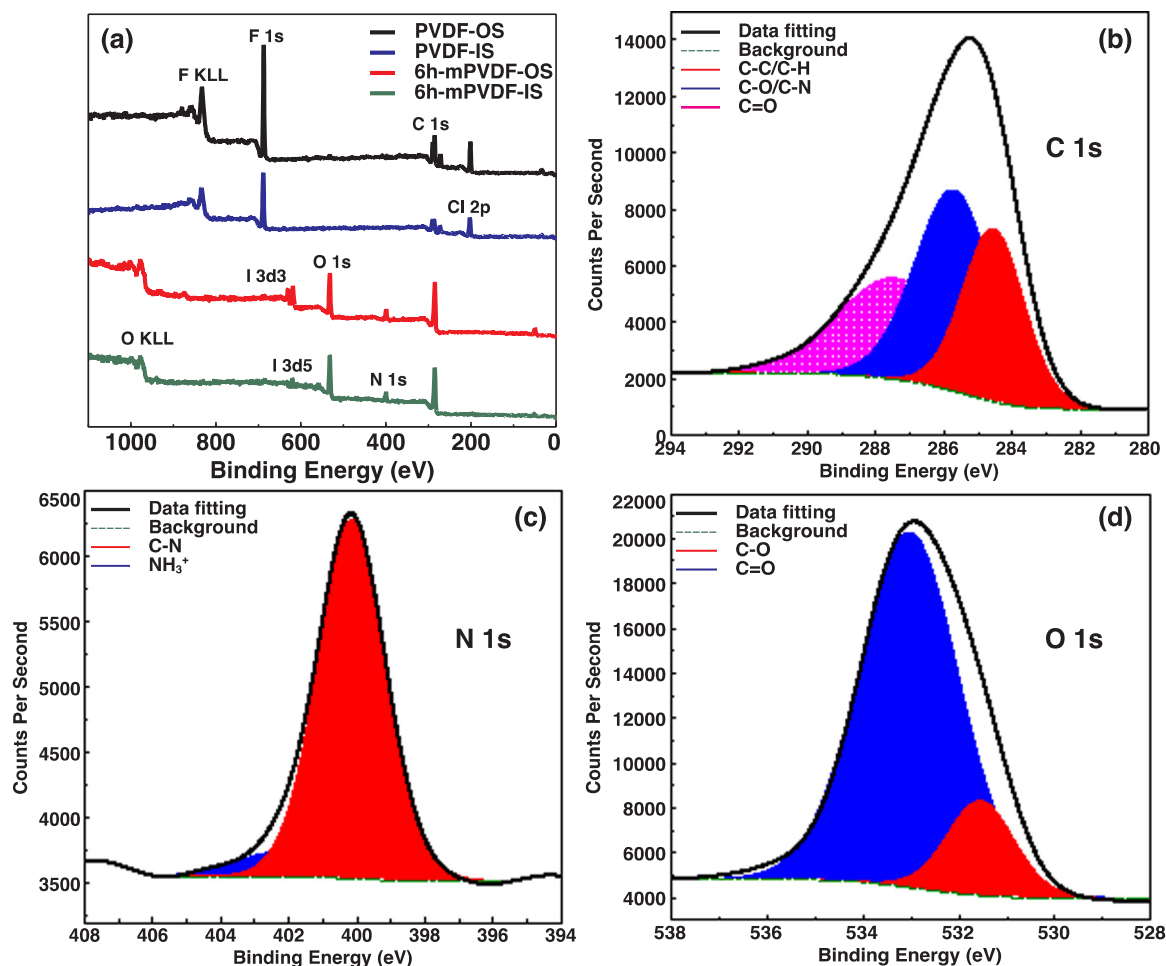 (a)
PVDF-OS
PVDF-IS
6h-mPVDF-OS
6h-mPVDF-IS
F 1s
F KLL
C 1s
Cl 2p
I 3d3
O 1s
O KLL
I 3d5
N 1s
1000 800 600 400 200 0
Binding Energy (eV)
(b)
Data fitting
Background
C-C/C-H
C-O/C-N
C=O
C 1s
Counts Per Second
14000
12000
10000
8000
6000
4000
2000
0
294 292 290 288 286 284 282 280
Binding Energy (eV)
(c)
Data fitting
Background
C-N
NH₃⁺
N 1s
Counts Per Second
6500
6000
5500
5000
4500
4000
3500
408 406 404 402 400 398 396 394
Binding Energy (eV)
(d)
Data fitting
Background
C-O
C=O
O 1s
Counts Per Second
22000
20000
18000
16000
14000
12000
10000
8000
6000
4000
538 536 534 532 530 528
Binding Energy (eV)